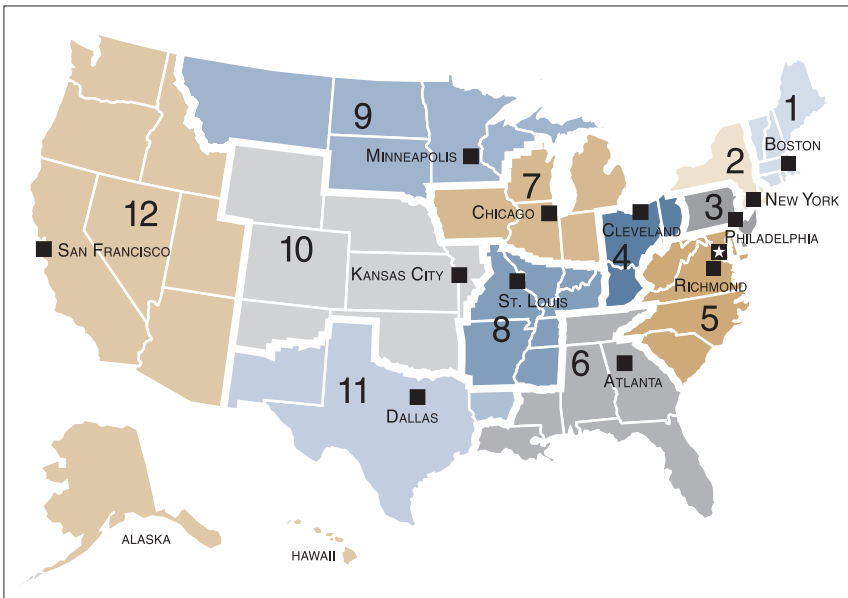 1
BOSTON
9
2
MINNEAPOLIS
7
NEW YORK
12
3
CHICAGO
CLEVELAND
PHILADELPHIA
SAN FRANCISCO
10
4
KANSAS CITY
RICHMOND
ST. LOUIS
5
8
6
ATLANTA
11
DALLAS
ALASKA
HAWAII